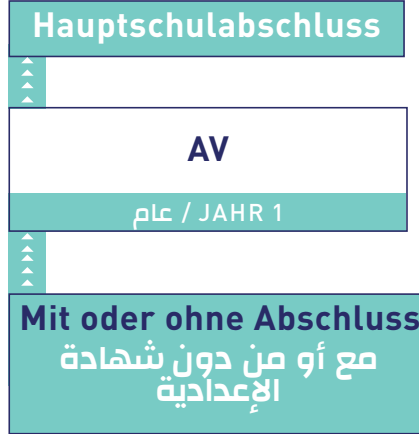 Hauptschulabschluss
AV
عام / JAHR 1
Mit oder ohne Abschluss
مع أو من دون شهادة
الإعدادية